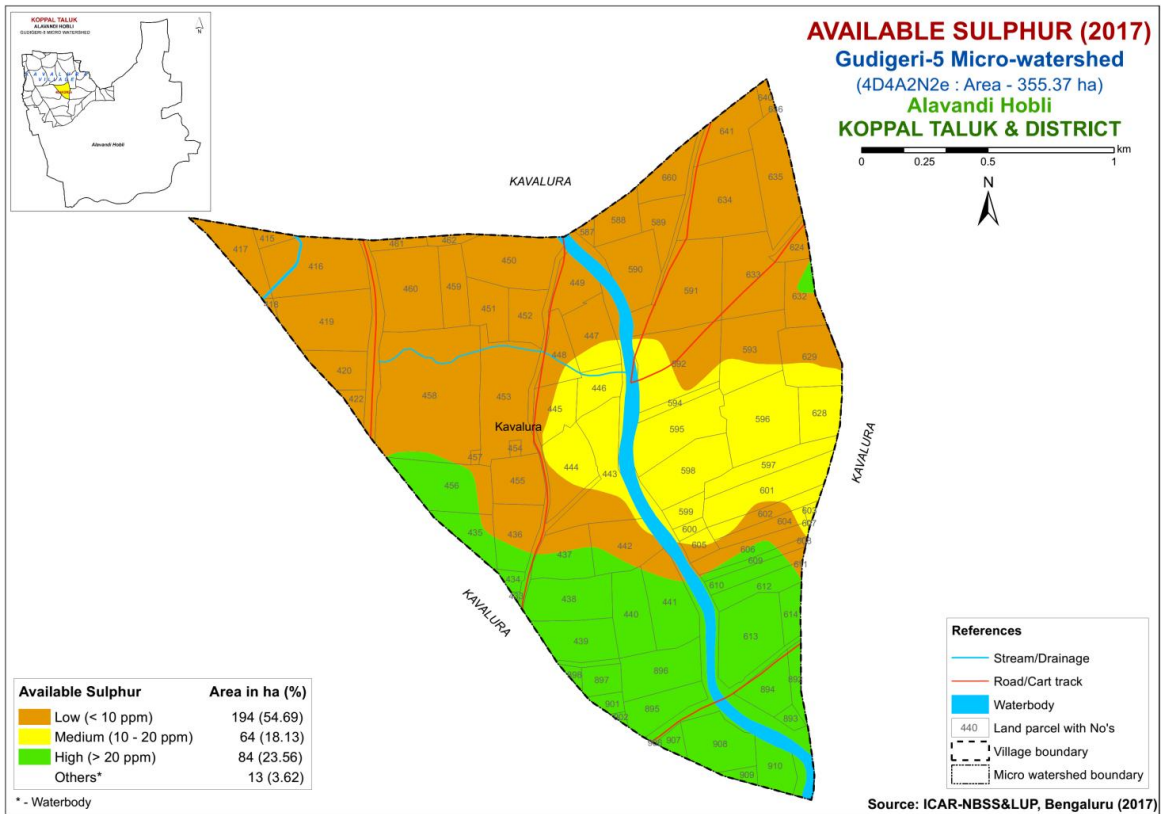 KOPPAL TALUK
ALAVANDI HOBLI
GUDIGERI-5 MICRO WATERSHED
N
KAVALURA
VILLAGE
Alavandi Hobli
AVAILABLE SULPHUR (2017)
Gudigeri-5 Micro-watershed
(4D4A2N2e : Area - 355.37 ha)
Alavandi Hobli
KOPPAL TALUK & DISTRICT
km
0 0.25 0.5 1
N
KAVALURA
640
641
660 635
634
588 589
587
415 417 416
461 462 450
590
624
633
460 459 449 591 632
419
451 452
447
448 592 593 629
420
446
422 458 453 445 594 596 628
595
Kavalura
454
457 444 443 598 597
455
456 601
599 602
600 604 607
435 436 605
437 442 606
609
434 610 612
438 441
440 614
613
439
KAVALURA
KAVALURA
896
897 894
901
895 893
907 908
910
909
References
Stream/Drainage
Road/Cart track
Waterbody
440 Land parcel with No's
Village boundary
Micro watershed boundary
Available Sulphur Area in ha (%)
Low (< 10 ppm) 194 (54.69)
Medium (10 - 20 ppm) 64 (18.13)
High (> 20 ppm) 84 (23.56)
Others* 13 (3.62)
* - Waterbody
Source: ICAR-NBSS&LUP, Bengaluru (2017)